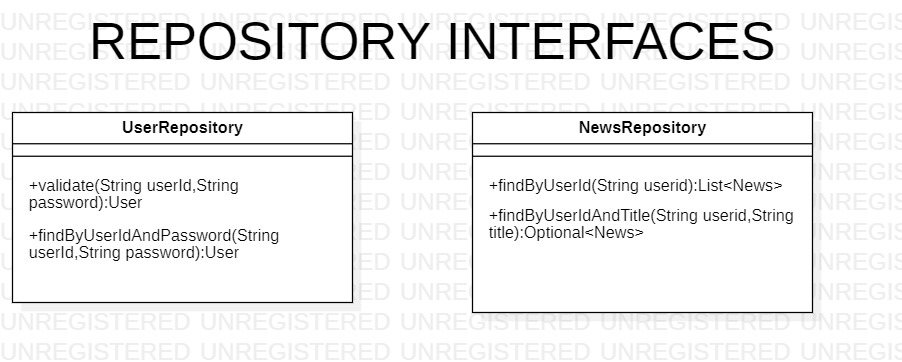 REPOSITORY INTERFACES
UserRepository
+validate(String userId,String
password):User
+findByUserIdAndPassword(String
userId,String password):User
NewsRepository
+findByUserId(String userid):List<News>
+findByUserIdAndTitle(String userid,String
title):Optional<News>
UNREGISTERED